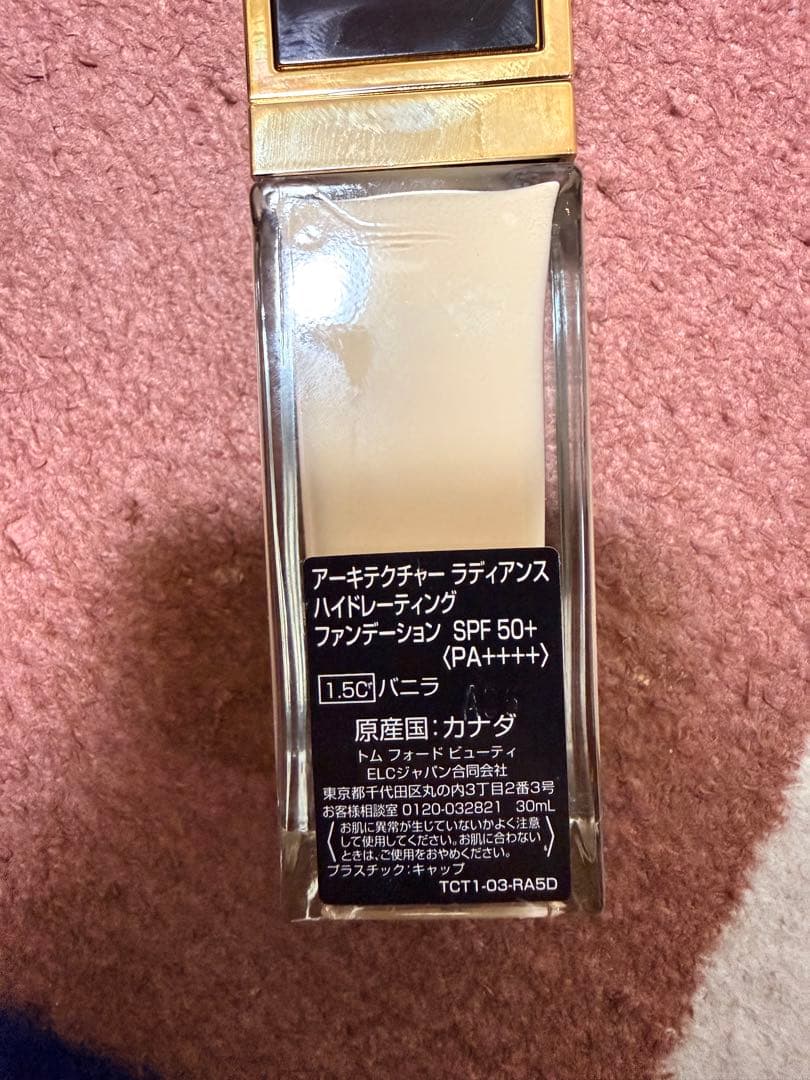 アーキテクチャー ラディアンス
ハイドレーティング
ファンデーション SPF 50+
〈PA++++〉
1.5C バニラ
原産国:カナダ
トム フォード ビューティ
ELCジャパン合同会社
東京都千代田区丸の内3丁目2番3号
お客様相談室 0120-032821 30mL
お肌に異常が生じていないかよく注意
して使用してください。お肌に合わない
ときは、ご使用をおやめください。
プラスチック:キャップ
TCT1-03-RA5D